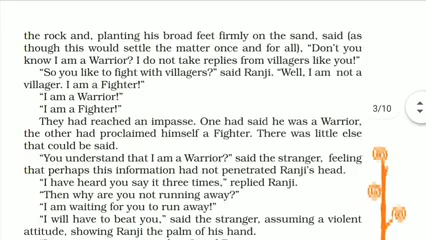 the rock and, planting his broad feet firmly on the sand, said (as
though this would settle the matter once and for all), “Don’t you
know I am a Warrior? I do not take replies from villagers like you!”
“So you like to fight with villagers?” said Ranji. “Well, I am not a
villager. I am a Fighter!”
“I am a Warrior!”
“I am a Fighter!”
3/10
They had reached an impasse. One had said he was a Warrior,
the other had proclaimed himself a Fighter. There was little else
that could be said.
“You understand that I am a Warrior?” said the stranger, feeling
that perhaps this information had not penetrated Ranji’s head.
“I have heard you say it three times,” replied Ranji.
“Then why are you not running away?”
“I am waiting for you to run away!”
“I will have to beat you,” said the stranger, assuming a violent
attitude, showing Ranji the palm of his hand.